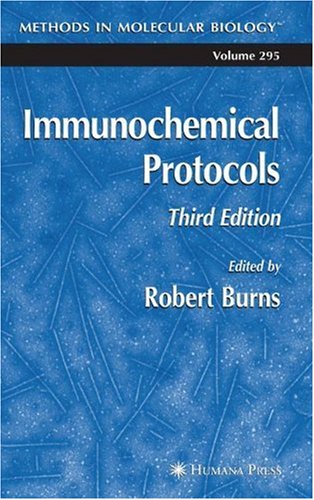 METHODS IN MOLECULAR BIOLOGY™
Volume 295
Immunochemical
Protocols
Third Edition
Edited by
Robert Burns
HUMANA PRESS